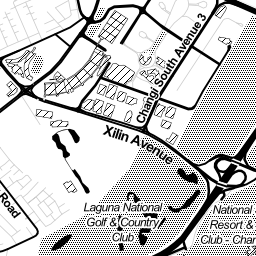 Changi South Avenue 3
Xilin Avenue
Laguna National
Golf & Country
Club
National
Resort &
Club - Chan
Road